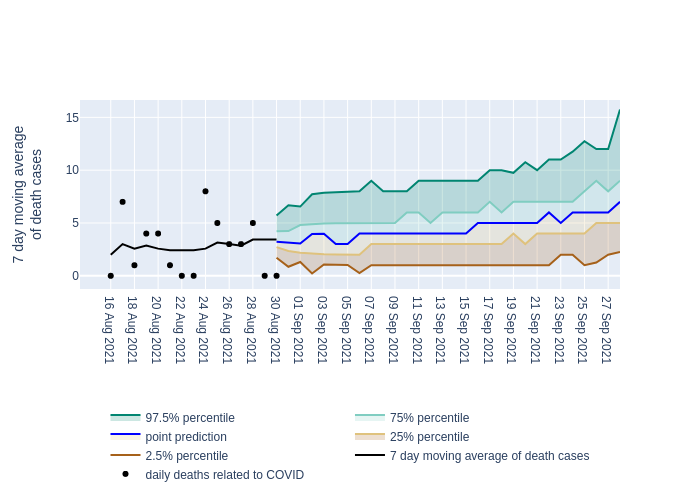 7 day moving average
of death cases
15
10
5
0
16 Aug 2021
18 Aug 2021
20 Aug 2021
22 Aug 2021
24 Aug 2021
26 Aug 2021
28 Aug 2021
30 Aug 2021
01 Sep 2021
03 Sep 2021
05 Sep 2021
07 Sep 2021
09 Sep 2021
11 Sep 2021
13 Sep 2021
15 Sep 2021
17 Sep 2021
19 Sep 2021
21 Sep 2021
23 Sep 2021
25 Sep 2021
27 Sep 2021
97.5% percentile
75% percentile
point prediction
25% percentile
2.5% percentile
7 day moving average of death cases
daily deaths related to COVID